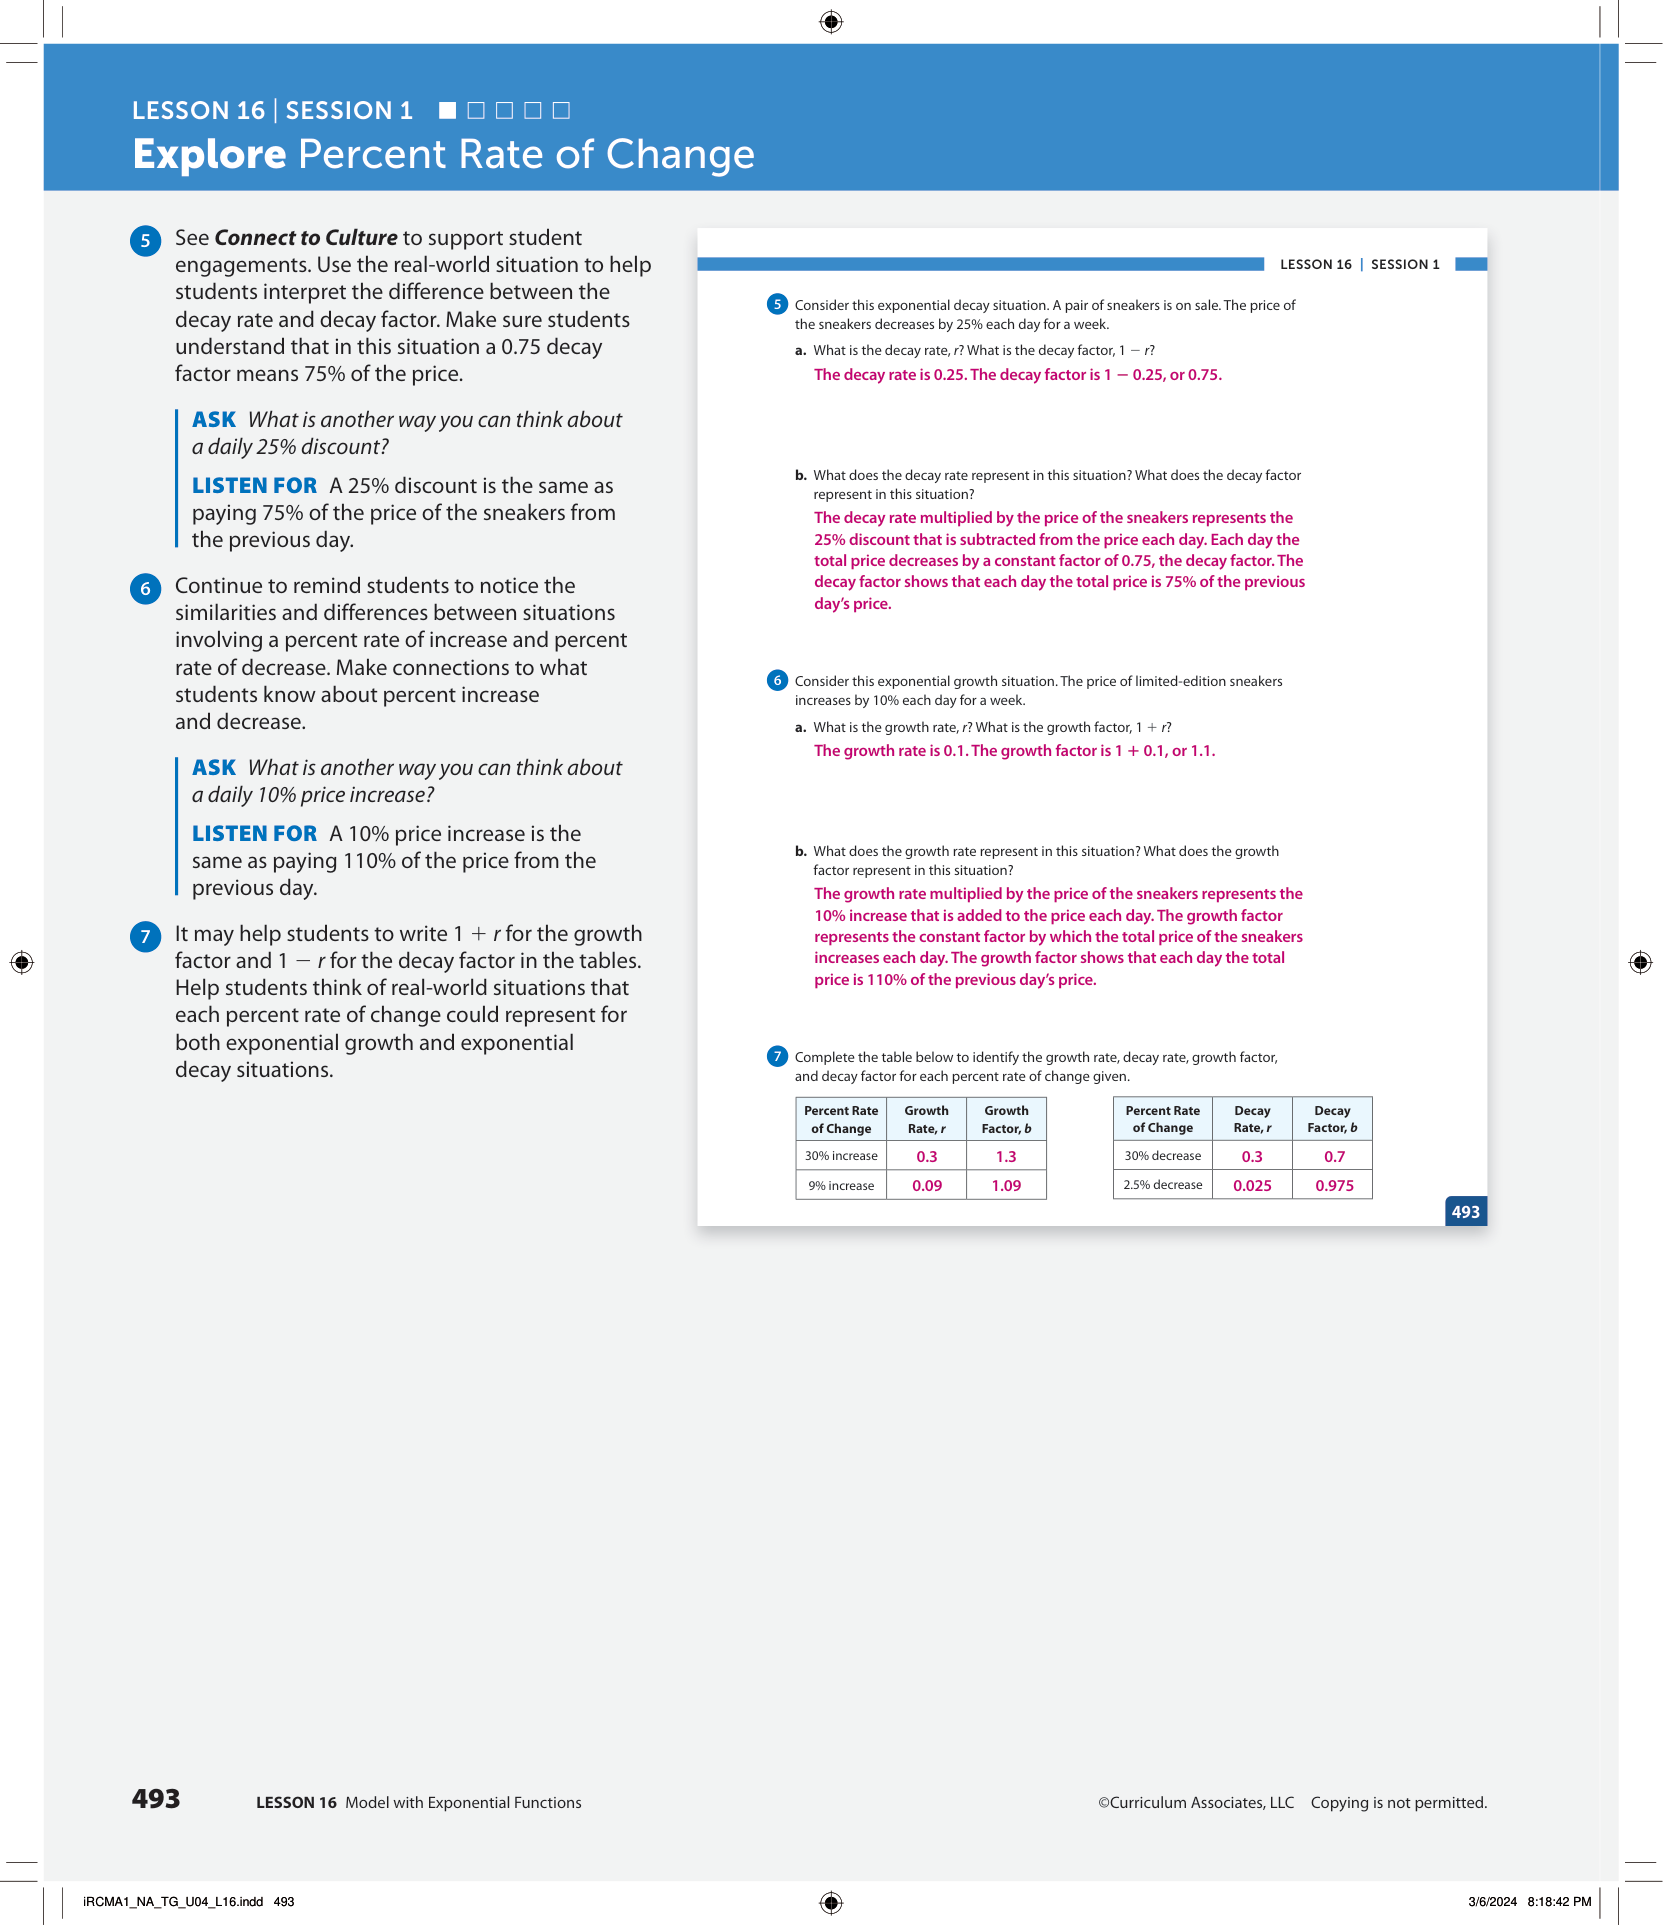 LESSON 16 | SESSION 1
Explore Percent Rate of Change
5 See Connect to Culture to support student
engagements. Use the real-world situation to help
students interpret the difference between the
decay rate and decay factor. Make sure students
understand that in this situation a 0.75 decay
factor means 75% of the price.
ASK What is another way you can think about
a daily 25% discount?
LISTEN FOR A 25% discount is the same as
paying 75% of the price of the sneakers from
the previous day.
6 Continue to remind students to notice the
similarities and differences between situations
involving a percent rate of increase and percent
rate of decrease. Make connections to what
students know about percent increase
and decrease.
ASK What is another way you can think about
a daily 10% price increase?
LISTEN FOR A 10% price increase is the
same as paying 110% of the price from the
previous day.
7 It may help students to write 1 + r for the growth
factor and 1 − r for the decay factor in the tables.
Help students think of real-world situations that
each percent rate of change could represent for
both exponential growth and exponential
decay situations.
LESSON 16 | SESSION 1
5 Consider this exponential decay situation. A pair of sneakers is on sale. The price of
the sneakers decreases by 25% each day for a week.
a. What is the decay rate, r? What is the decay factor, 1 − r?
The decay rate is 0.25. The decay factor is 1 − 0.25, or 0.75.
b. What does the decay rate represent in this situation? What does the decay factor
represent in this situation?
The decay rate multiplied by the price of the sneakers represents the
25% discount that is subtracted from the price each day. Each day the
total price decreases by a constant factor of 0.75, the decay factor. The
decay factor shows that each day the total price is 75% of the previous
day’s price.
6 Consider this exponential growth situation. The price of limited-edition sneakers
increases by 10% each day for a week.
a. What is the growth rate, r? What is the growth factor, 1 + r?
The growth rate is 0.1. The growth factor is 1 + 0.1, or 1.1.
b. What does the growth rate represent in this situation? What does the growth
factor represent in this situation?
The growth rate multiplied by the price of the sneakers represents the
10% increase that is added to the price each day. The growth factor
represents the constant factor by which the total price of the sneakers
increases each day. The growth factor shows that each day the total
price is 110% of the previous day’s price.
7 Complete the table below to identify the growth rate, decay rate, growth factor,
and decay factor for each percent rate of change given.
Percent Rate Growth Growth
of Change Rate, r Factor, b
30% increase 0.3 1.3
9% increase 0.09 1.09
Percent Rate Decay Decay
of Change Rate, r Factor, b
30% decrease 0.3 0.7
2.5% decrease 0.025 0.975
493
493 LESSON 16 Model with Exponential Functions ©Curriculum Associates, LLC Copying is not permitted.
iRCMA1_NA_TG_U04_L16.indd 493 3/6/2024 8:18:42 PM